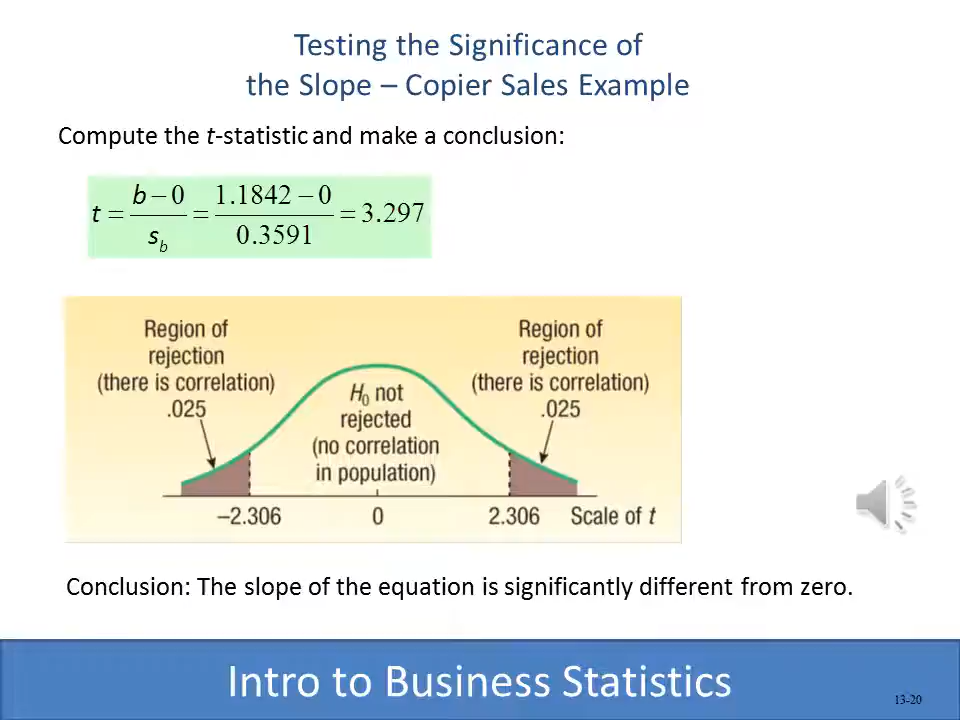 Testing the Significance of
the Slope – Copier Sales Example
Compute the t-statistic and make a conclusion:
t = b − 0 / s_b = 1.1842 − 0 / 0.3591 = 3.297
Region of
rejection
(there is correlation)
.025
H₀ not
rejected
(no correlation
in population)
Region of
rejection
(there is correlation)
.025
–2.306 0 2.306 Scale of t
Conclusion: The slope of the equation is significantly different from zero.
Intro to Business Statistics
13-20